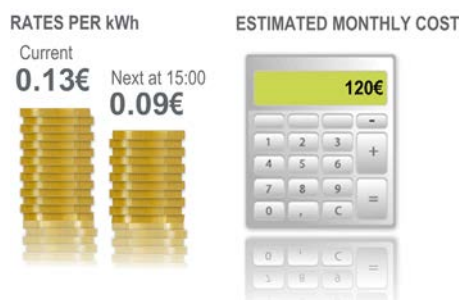 RATES PER kWh
Current
0.13€
Next at 15:00
0.09€
ESTIMATED MONTHLY COST
120€
-
1 2 3 +
4 5 6
7 8 9 =
0 , C